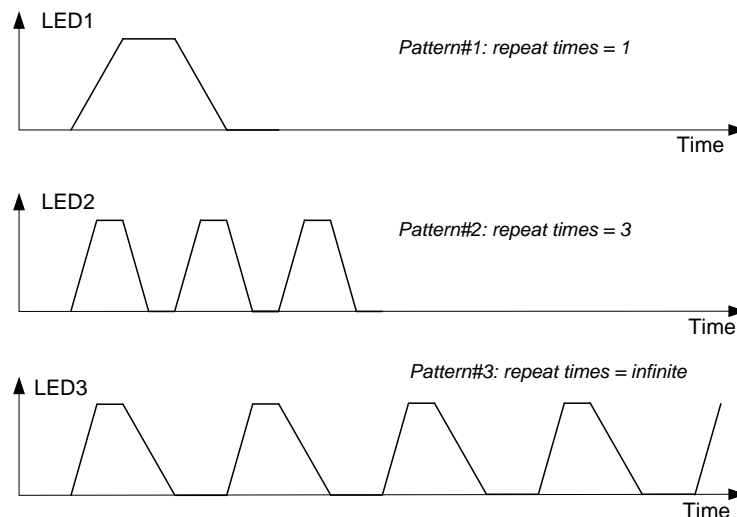 LED1
Pattern#1: repeat times = 1
Time
LED2
Pattern#2: repeat times = 3
Time
Pattern#3: repeat times = infinite
LED3
Time